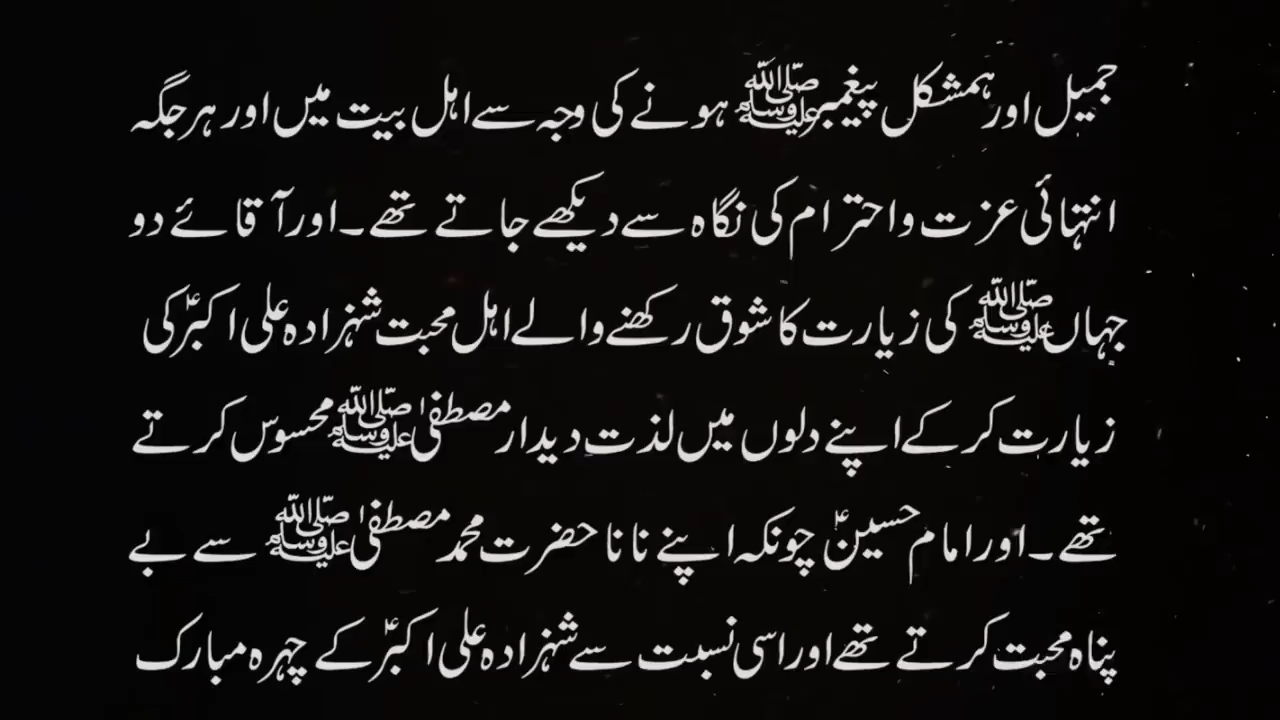 جمیل اور ہمشکل پیغمبرﷺ ہونے کی وجہ سے اہل بیت میں اور ہر جگہ
انتہائی عزت و احترام کی نگاہ سے دیکھے جاتے تھے۔ اور آقائے دو
جہاںﷺ کی زیارت کا شوق رکھنے والے اہل محبت شہزادہ علی اکبرؑ کی
زیارت کر کے اپنے دلوں میں لذت دیدار مصطفیٰﷺ محسوس کرتے
تھے۔ اور امام حسینؑ چونکہ اپنے نانا حضرت محمد مصطفیٰﷺ سے بے
پناہ محبت کرتے تھے اور اسی نسبت سے شہزادہ علی اکبرؑ کے چہرہ مبارک